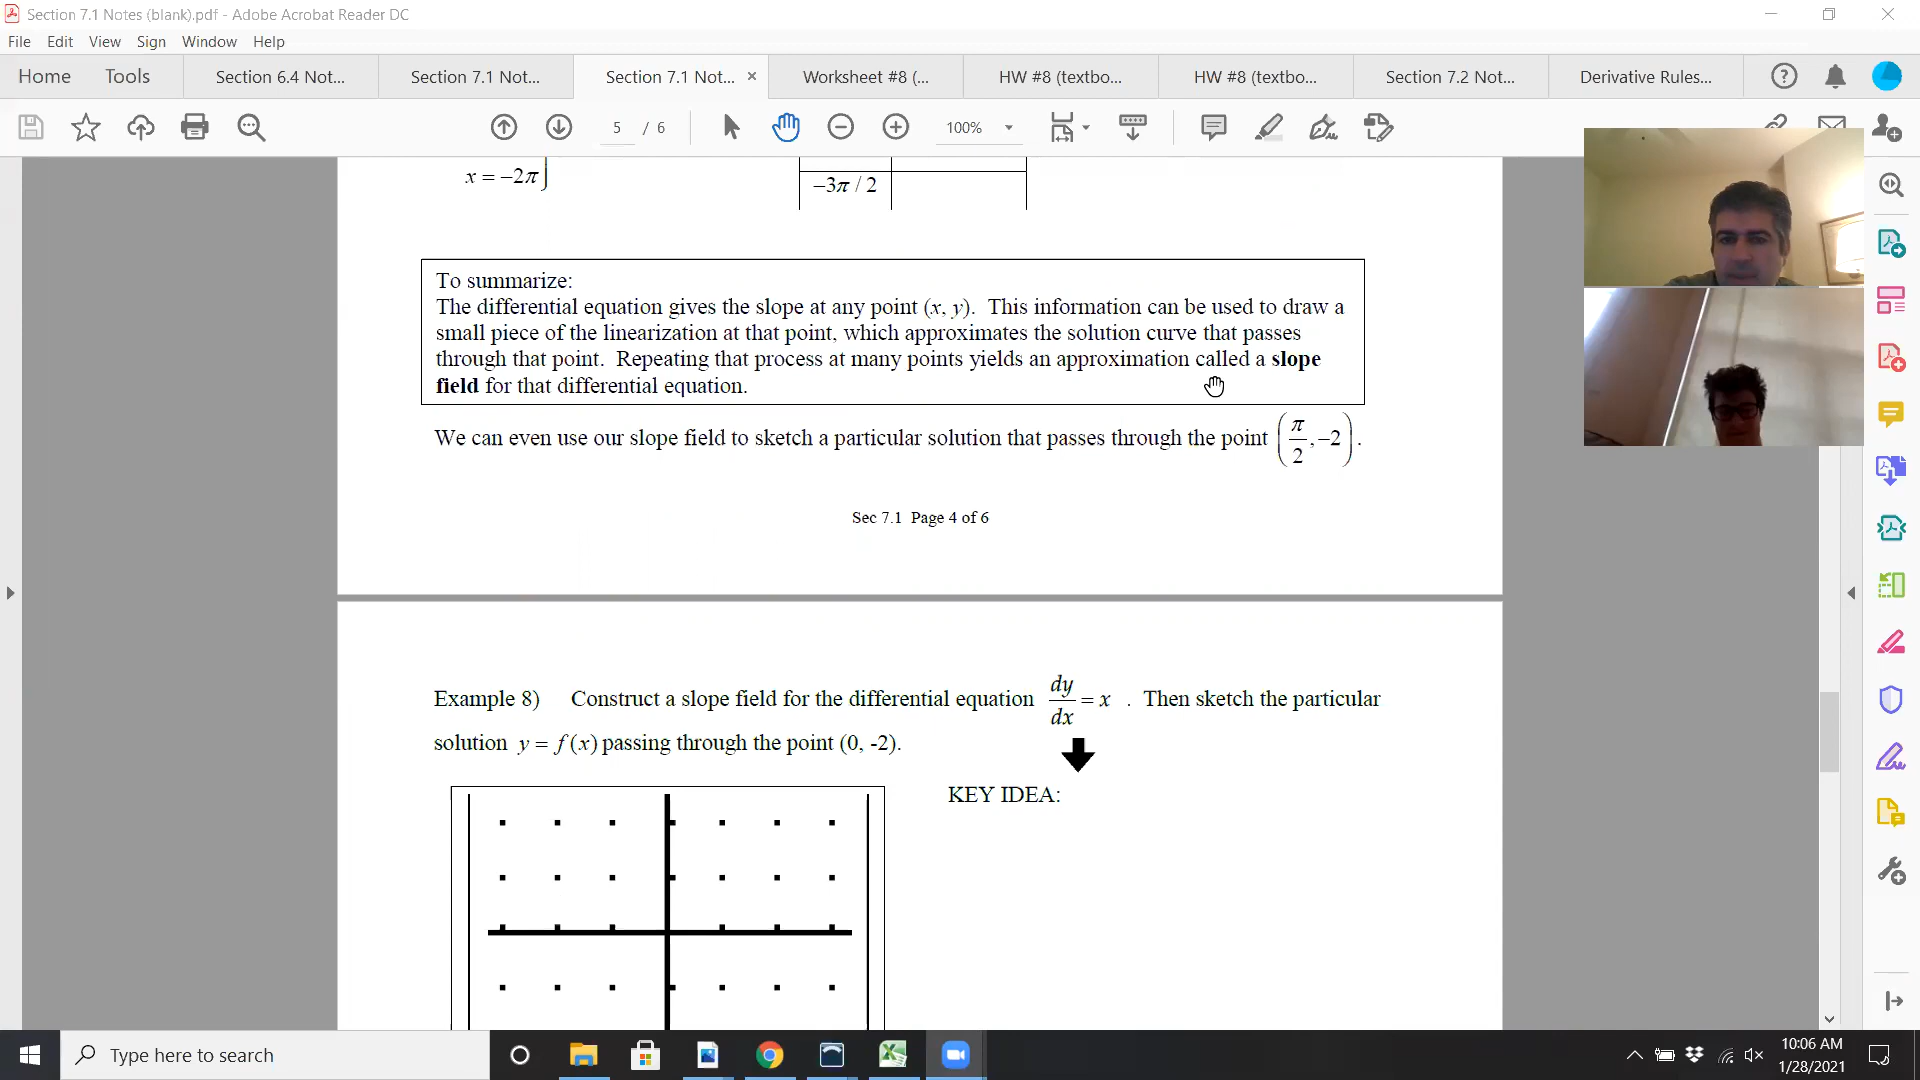 Section 7.1 Notes (blank).pdf - Adobe Acrobat Reader DC
File Edit View Sign Window Help
Home Tools Section 6.4 Not... Section 7.1 Not... Section 7.1 Not... × Worksheet #8 (... HW #8 (textbo... HW #8 (textbo... Section 7.2 Not... Derivative Rules...
5 / 6 100%
x = −2π
−3π / 2
To summarize:
The differential equation gives the slope at any point (x, y). This information can be used to draw a
small piece of the linearization at that point, which approximates the solution curve that passes
through that point. Repeating that process at many points yields an approximation called a slope
field for that differential equation.
We can even use our slope field to sketch a particular solution that passes through the point (π/2, −2).
Sec 7.1 Page 4 of 6
Example 8) Construct a slope field for the differential equation dy/dx = x . Then sketch the particular
solution y = f(x) passing through the point (0, -2).
KEY IDEA:
Type here to search
10:06 AM
1/28/2021